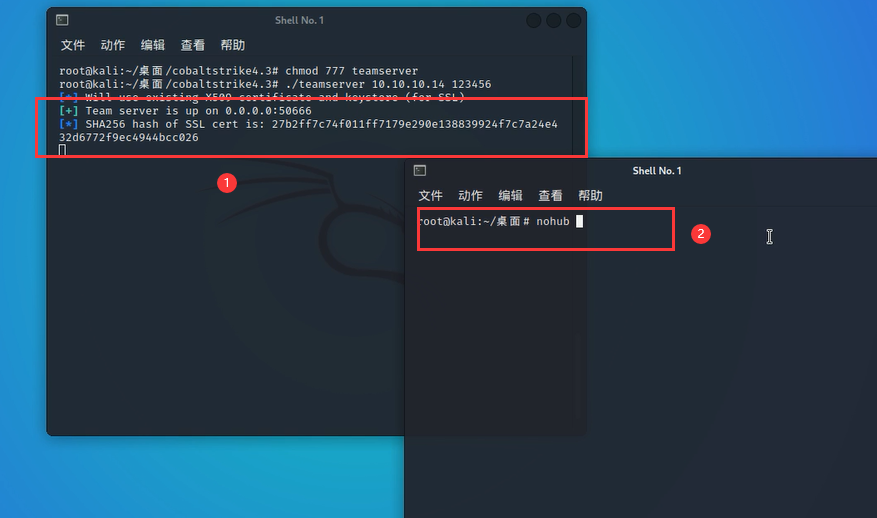 Shell No. 1
文件 动作 编辑 查看 帮助
root@kali:~/桌面/cobaltstrike4.3# chmod 777 teamserver
root@kali:~/桌面/cobaltstrike4.3# ./teamserver 10.10.10.14 123456
[*] Will use existing X509 certificate and keystore (for SSL)
[+] Team server is up on 0.0.0.0:50666
[*] SHA256 hash of SSL cert is: 27b2ff7c74f011ff7179e290e138839924f7c7a24e4
32d6772f9ec4944bcc026
1
Shell No. 1
文件 动作 编辑 查看 帮助
root@kali:~/桌面# nohub
2